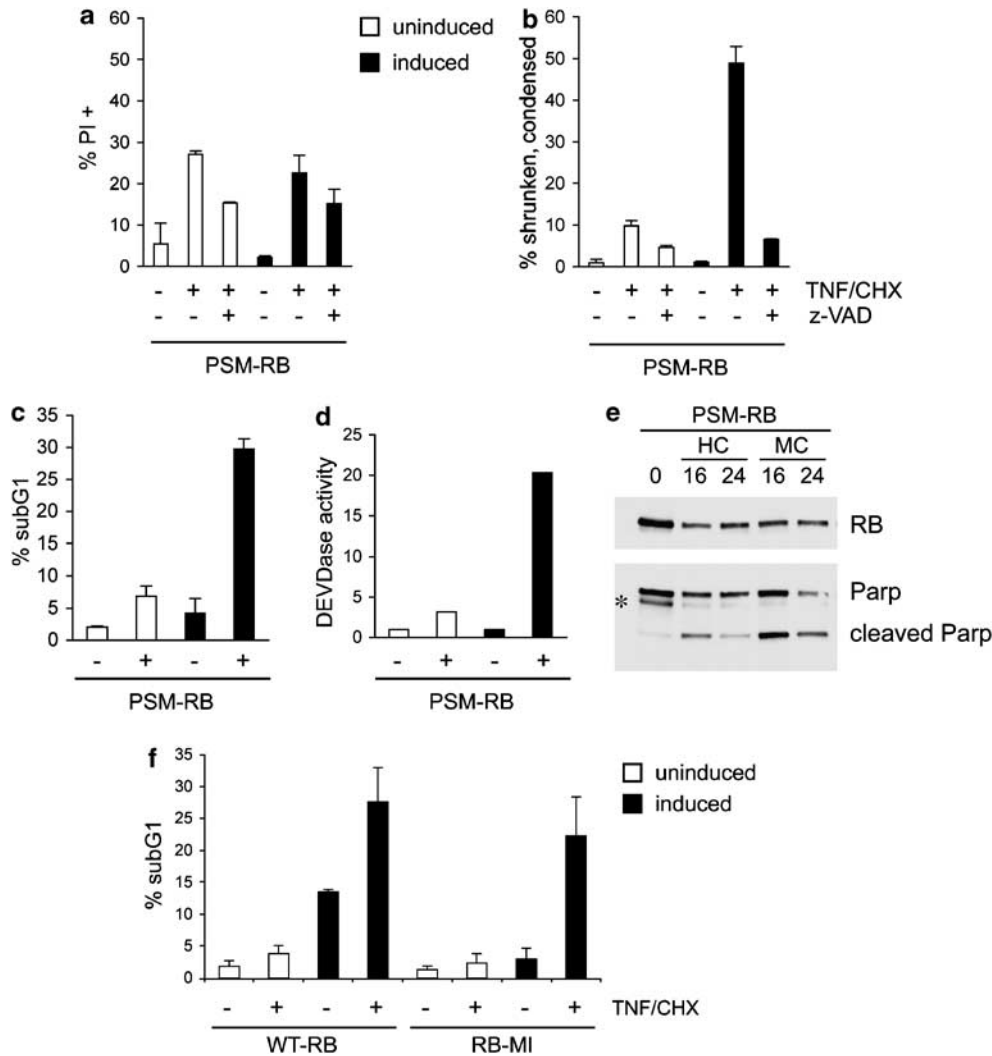 a
60
50
40
30
20
10
0
% PI +
uninduced
induced
- + + - + +
- - + - - +
PSM-RB
b
60
50
40
30
20
10
0
% shrunken, condensed
- + + - + + TNF/CHX
- - + - - + z-VAD
PSM-RB
c
35
30
25
20
15
10
5
0
% subG1
- + - +
PSM-RB
d
25
20
15
10
5
0
DEVDase activity
- + - +
PSM-RB
e
PSM-RB
HC MC
0 16 24 16 24
RB
Parp
*
cleaved Parp
f
35
30
25
20
15
10
5
0
% subG1
uninduced
induced
- + - + - + - + TNF/CHX
WT-RB RB-MI